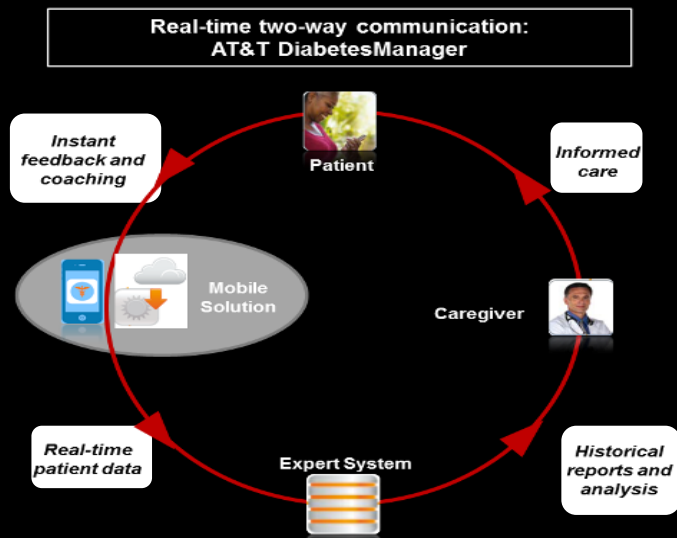 Real-time two-way communication:
AT&T DiabetesManager
Instant
feedback and
coaching
Patient
Informed
care
Mobile
Solution
Caregiver
Real-time
patient data
Expert System
Historical
reports and
analysis